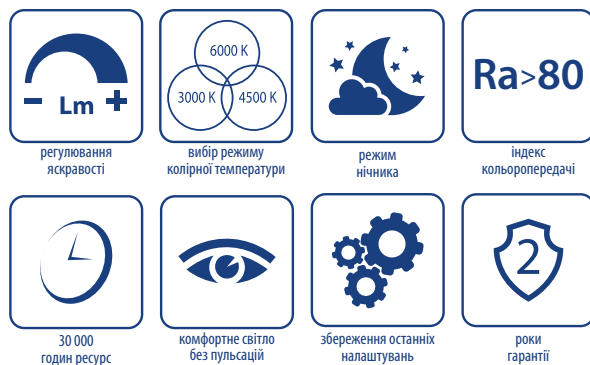 6000 K
3000 K 4500 K
- Lm +
Ra>80
регулювання
яскравості
вибір режиму
колірної температури
режим
нічника
індекс
кольоропередачі
2
30 000
годин ресурс
комфортне світло
без пульсацій
збереження останніх
налаштувань
роки
гарантії